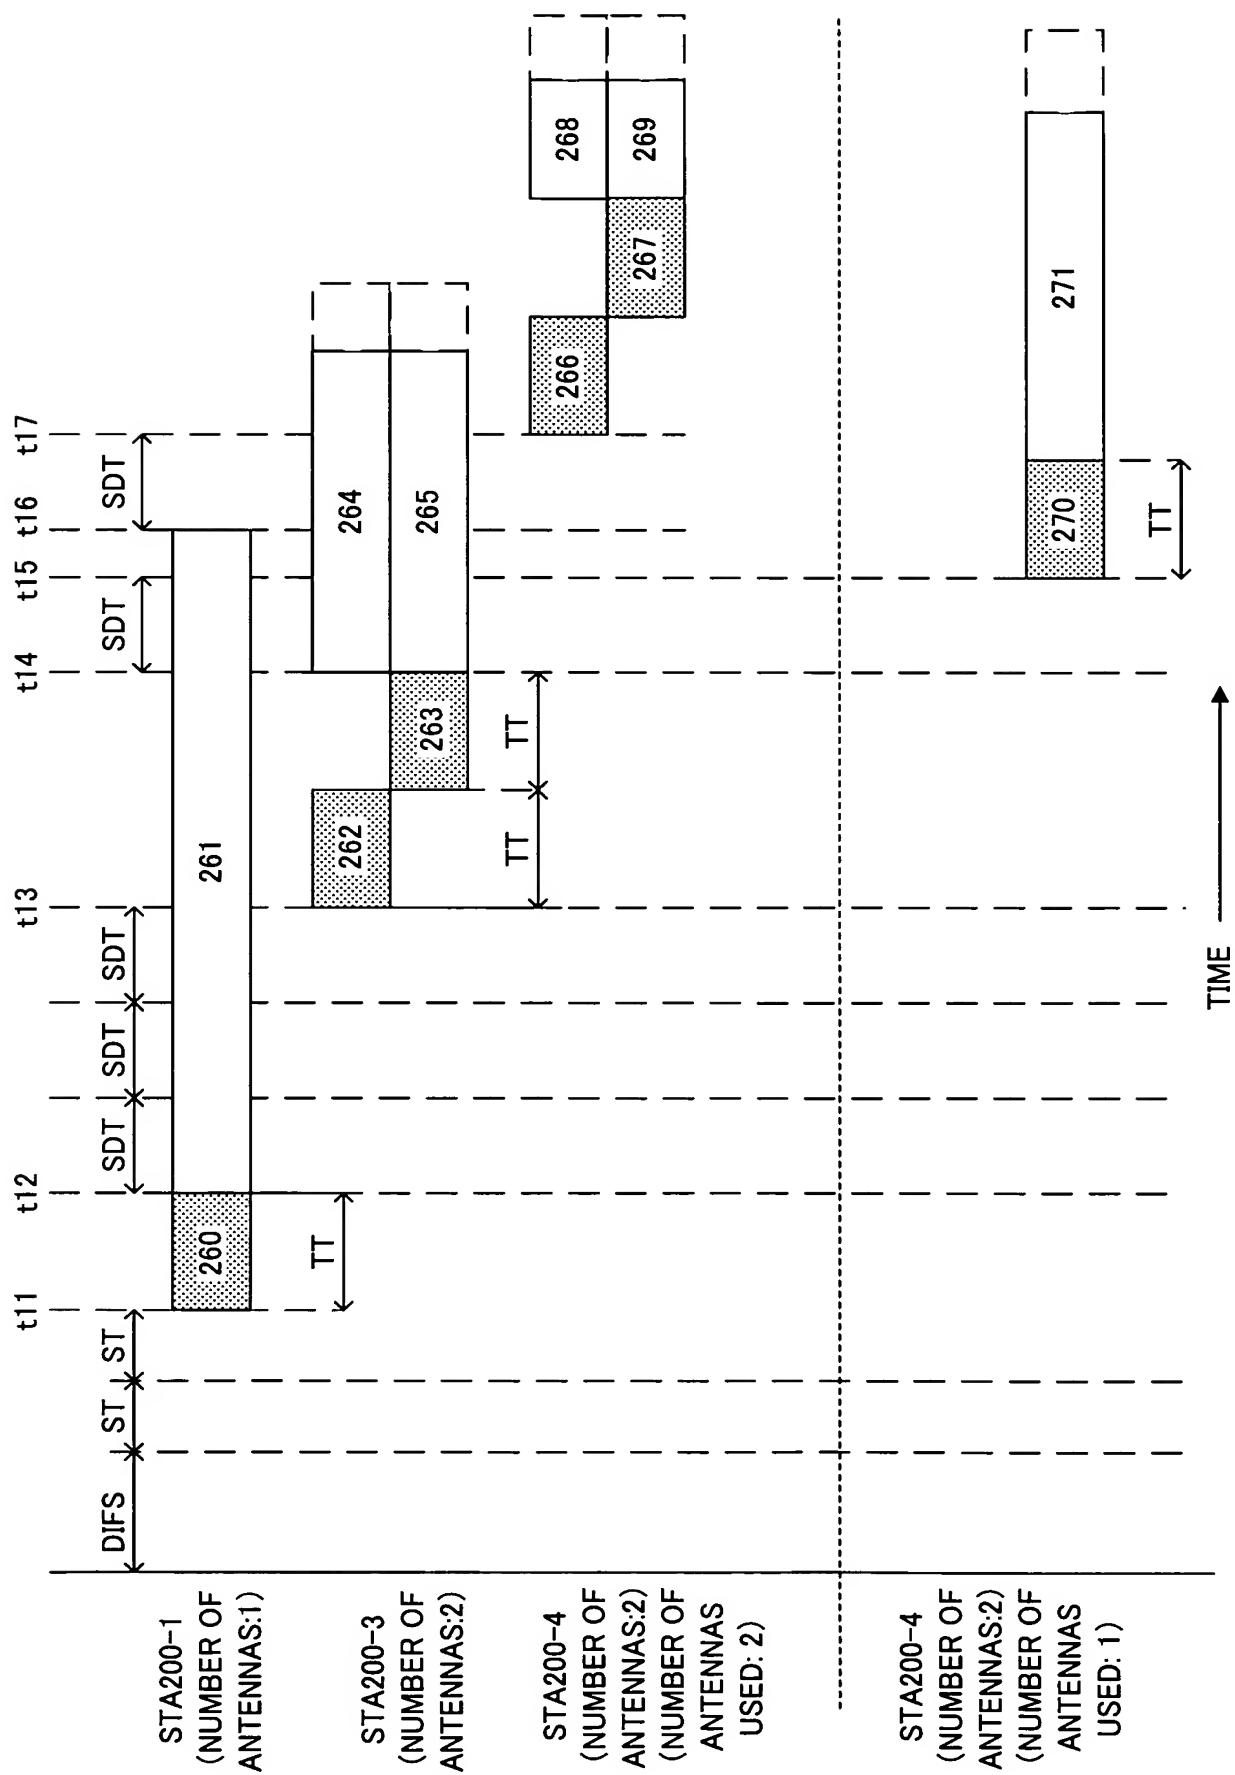 t11
t12
t13
t14
t15
t16
t17
DIFS
ST
ST
SDT
SDT
SDT
SDT
SDT
STA200-1
(NUMBER OF
ANTENNAS:1)
260
261
TT
STA200-3
(NUMBER OF
ANTENNAS:2)
262
264
263
265
TT
TT
STA200-4
(NUMBER OF
ANTENNAS:2)
(NUMBER OF
ANTENNAS
USED: 2)
266
268
267
269
STA200-4
(NUMBER OF
ANTENNAS:2)
(NUMBER OF
ANTENNAS
USED: 1)
270
271
TT
TIME